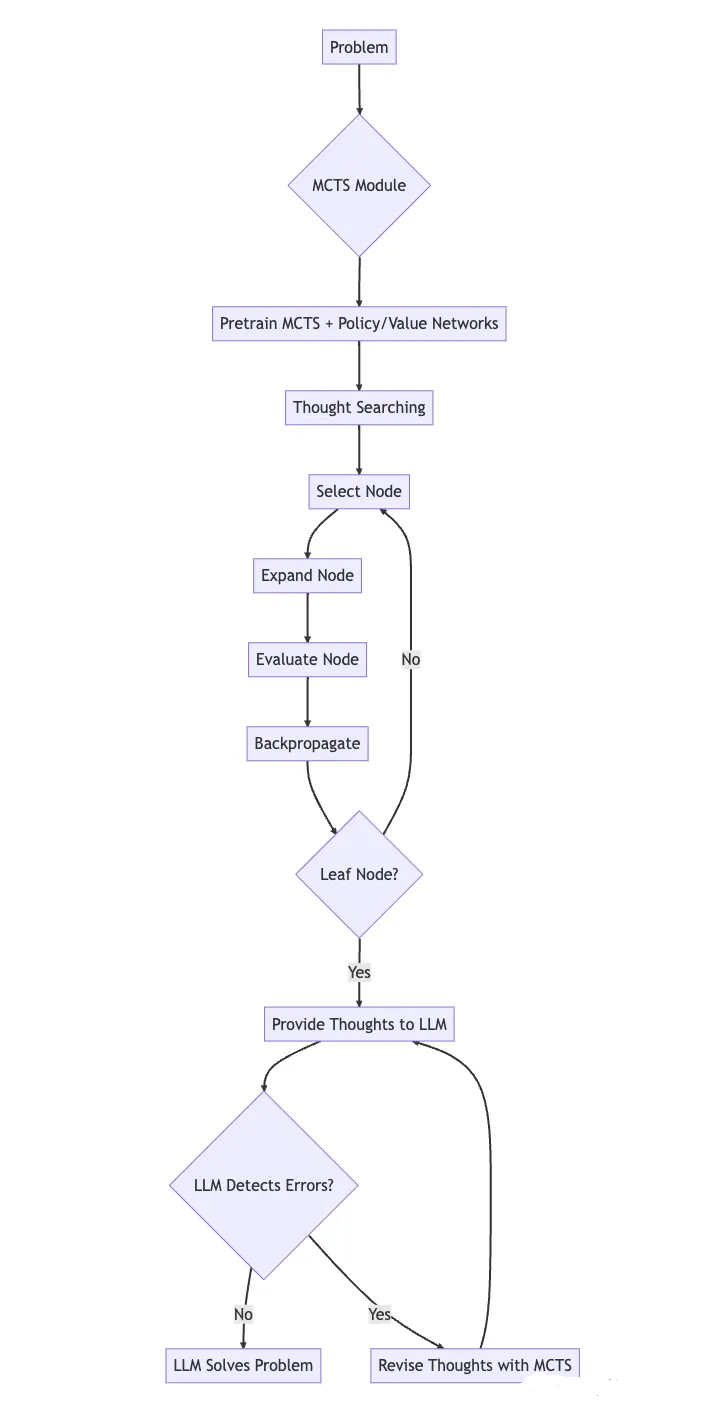 Problem
MCTS Module
Pretrain MCTS + Policy/Value Networks
Thought Searching
Select Node
Expand Node
Evaluate Node
No
Backpropagate
Leaf Node?
Yes
Provide Thoughts to LLM
LLM Detects Errors?
No
Yes
LLM Solves Problem
Revise Thoughts with MCTS